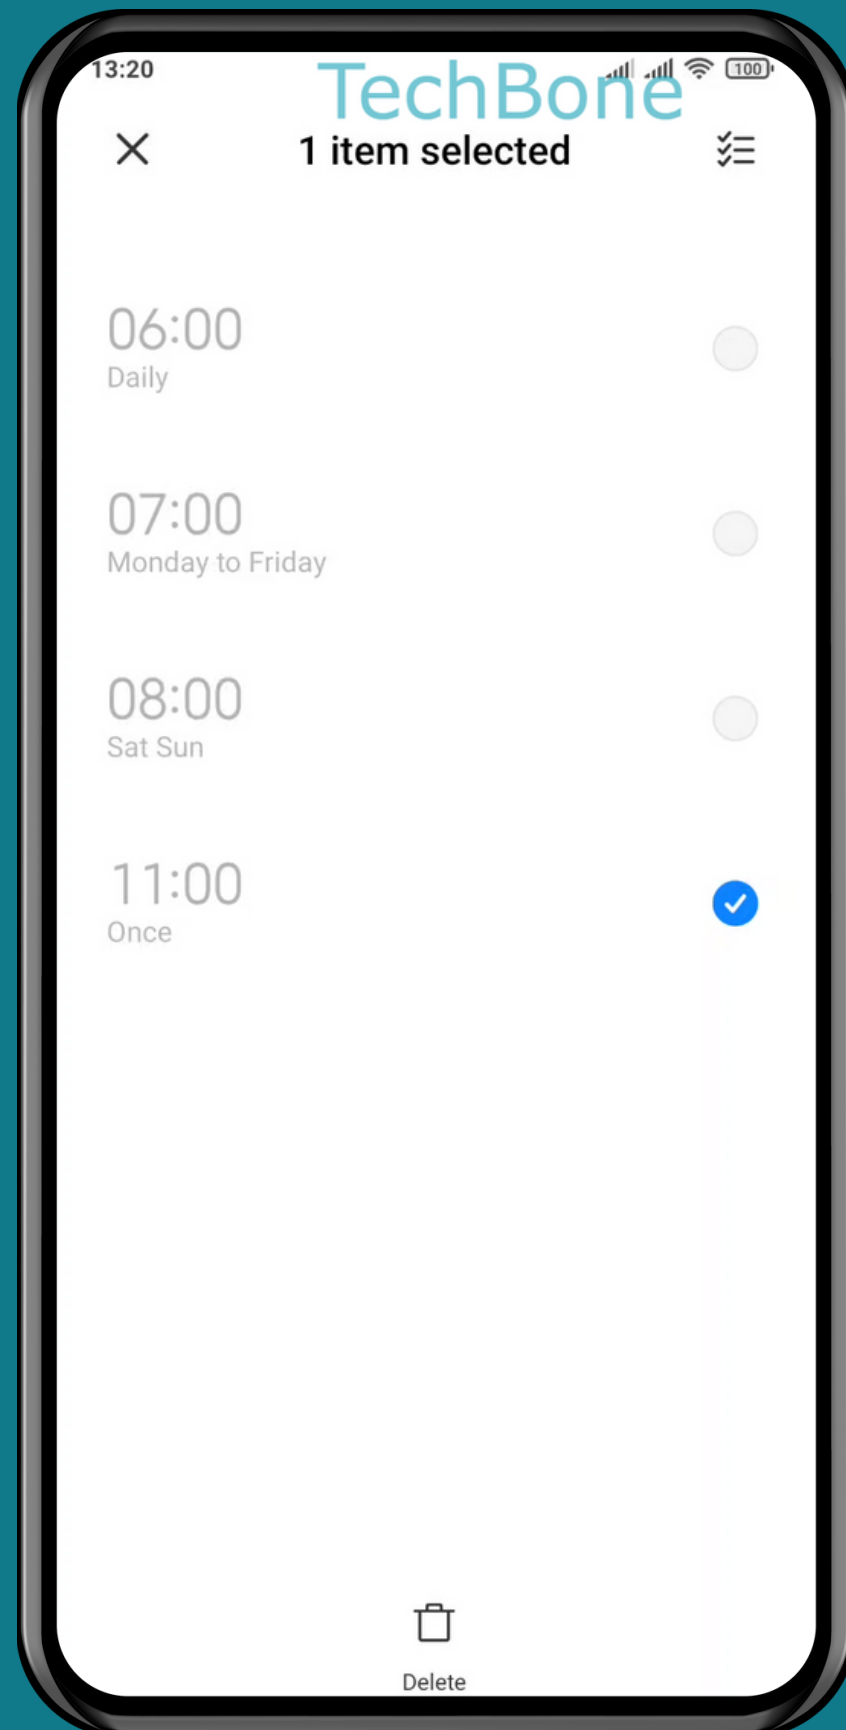 13:20
TechBone
100
1 item selected
06:00
Daily
07:00
Monday to Friday
08:00
Sat Sun
11:00
Once
Delete